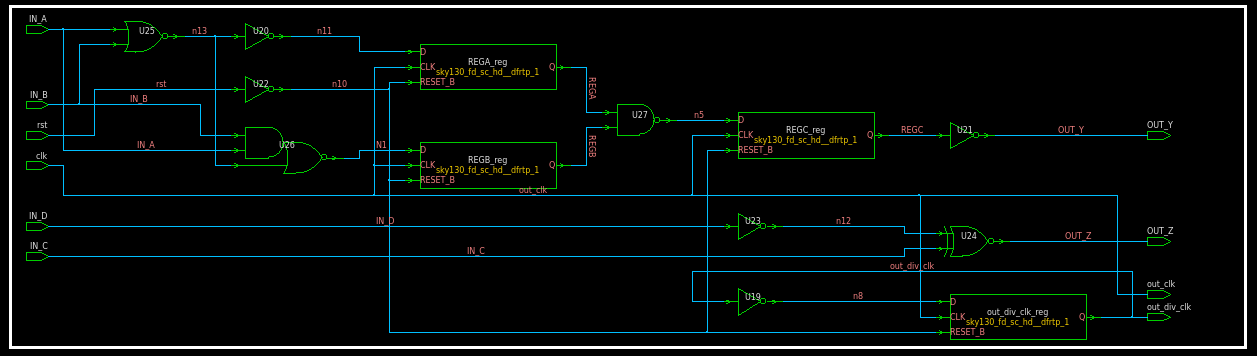 IN_A
U25
n13
U20
n11
D
REGA_reg
CLK
sky130_fd_sc_hd__dfrtp_1
Q
RESET_B
REGA
rst
U22
n10
IN_B
IN_B
U27
n5
D
REGC_reg
CLK
sky130_fd_sc_hd__dfrtp_1
Q
RESET_B
REGC
U21
OUT_Y
OUT_Y
rst
IN_A
U26
N1
D
REGB_reg
CLK
sky130_fd_sc_hd__dfrtp_1
Q
RESET_B
REGB
clk
out_clk
IN_D
IN_D
U23
n12
U24
OUT_Z
OUT_Z
IN_C
IN_C
out_div_clk
U19
n8
D
out_div_clk_reg
CLK
sky130_fd_sc_hd__dfrtp_1
Q
RESET_B
out_clk
out_div_clk